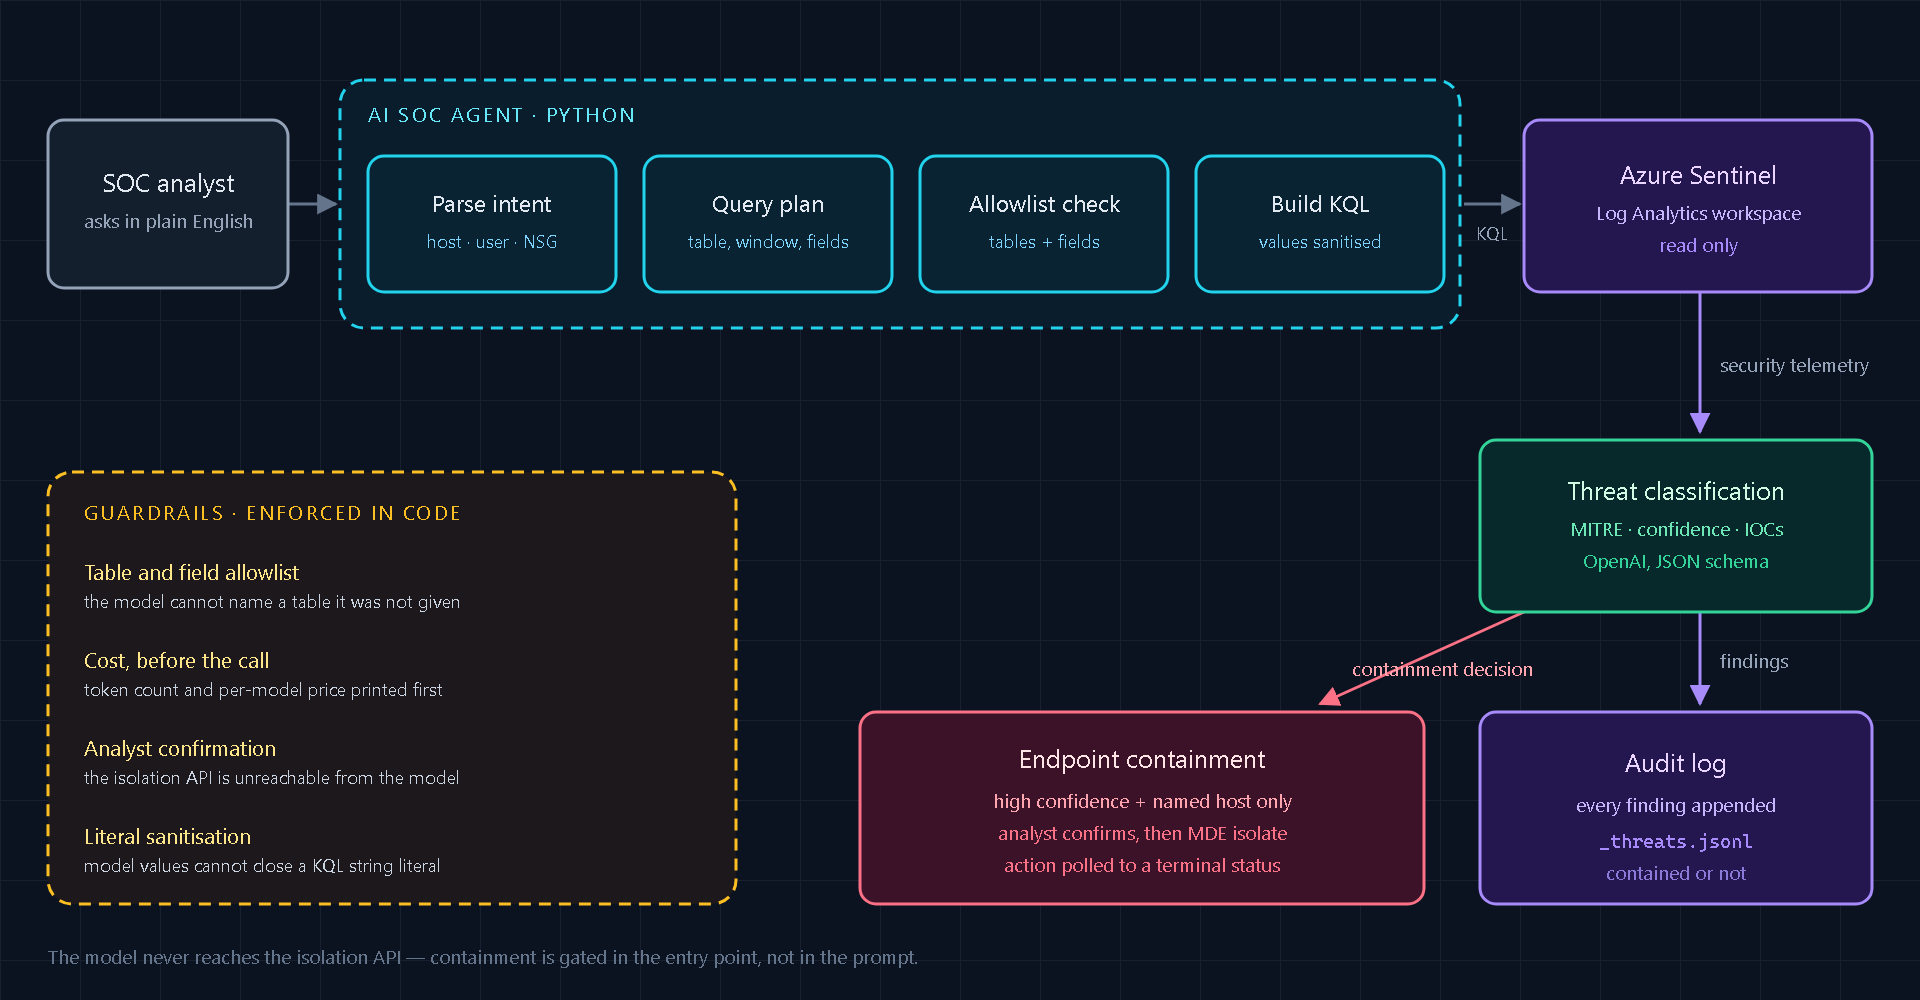 AI SOC AGENT · PYTHON
SOC analyst
asks in plain English
Parse intent
host · user · NSG
Query plan
table, window, fields
Allowlist check
tables + fields
Build KQL
values sanitised
KQL
Azure Sentinel
Log Analytics workspace
read only
security telemetry
Threat classification
MITRE · confidence · IOCs
OpenAI, JSON schema
containment decision
findings
GUARDRAILS · ENFORCED IN CODE
Table and field allowlist
the model cannot name a table it was not given
Cost, before the call
token count and per-model price printed first
Analyst confirmation
the isolation API is unreachable from the model
Literal sanitisation
model values cannot close a KQL string literal
Endpoint containment
high confidence + named host only
analyst confirms, then MDE isolate
action polled to a terminal status
Audit log
every finding appended
_threats.jsonl
contained or not
The model never reaches the isolation API — containment is gated in the entry point, not in the prompt.